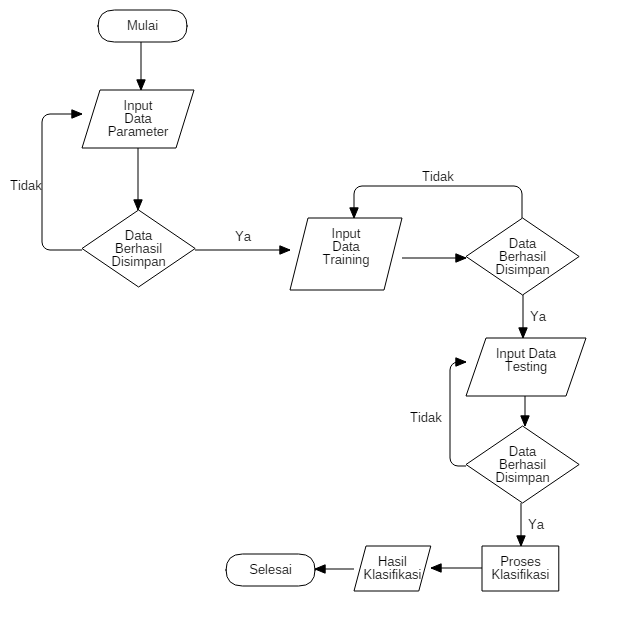 Mulai
Input
Data
Parameter
Tidak
Data
Berhasil
Disimpan
Ya
Input
Data
Training
Tidak
Data
Berhasil
Disimpan
Ya
Input Data
Testing
Tidak
Data
Berhasil
Disimpan
Ya
Proses
Klasifikasi
Hasil
Klasifikasi
Selesai